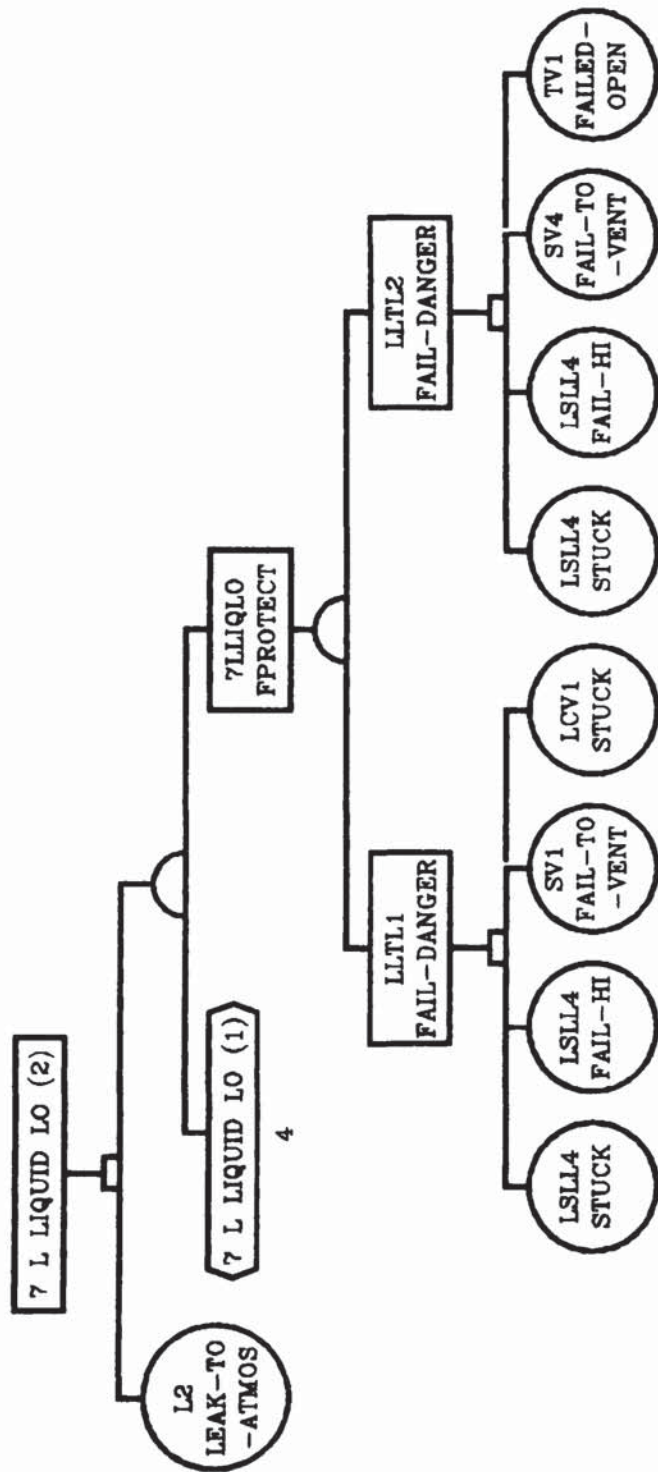 7 L LIQUID LO (2)
L2
LEAK-TO
-ATMOS
7 L LIQUID LO (1)
4
7LLIQLO
FPROTECT
LLTL1
FAIL-DANGER
LLTL2
FAIL-DANGER
LSLL4
STUCK
LSLL4
FAIL-HI
SV1
FAIL-TO
-VENT
LCV1
STUCK
LSLL4
STUCK
LSLL4
FAIL-HI
SV4
FAIL-TO
-VENT
TV1
FAILED-
OPEN